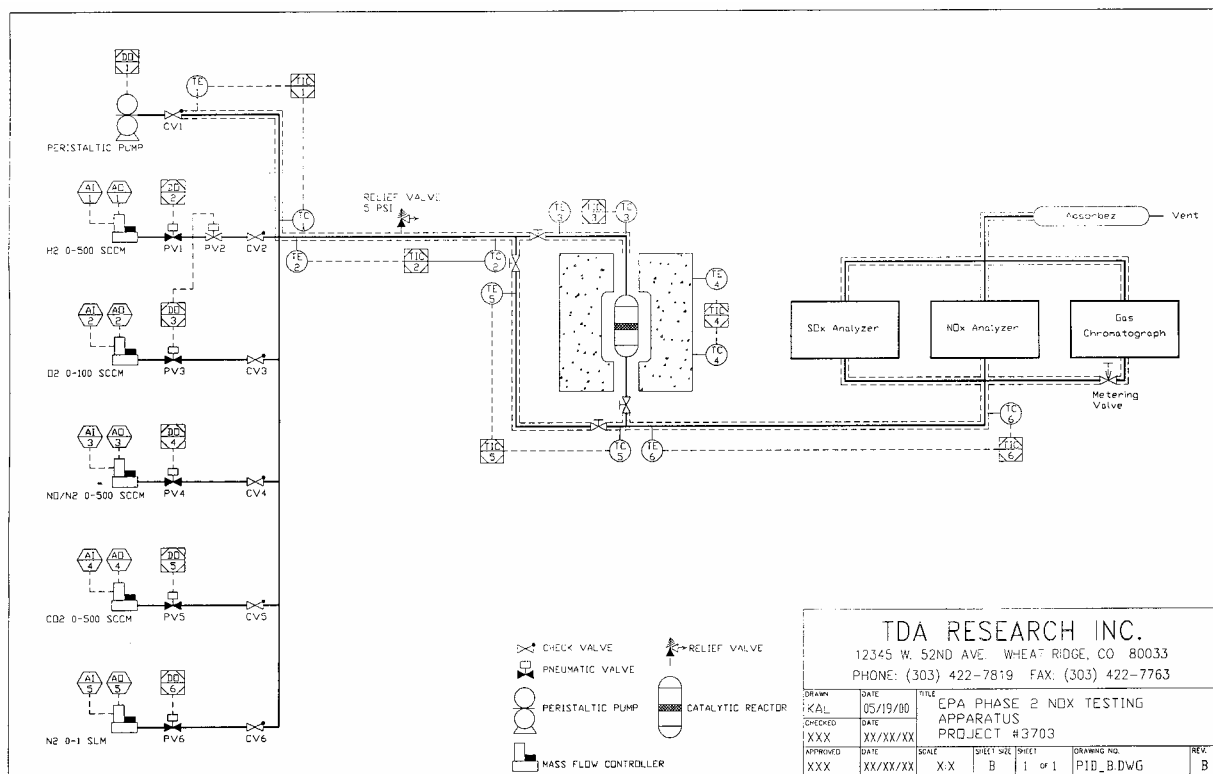 DO
1
TE
1
TIC
1
CV1
PERISTALTIC PUMP
AI
1
AO
1
DO
2
TC
1
RELIEF VALVE
5 PSI
H2 0-500 SCCM
PV1
PV2
CV2
TE
2
TIC
2
TC
2
TE
3
TIC
3
TC
3
Adsorber
Vent
TE
4
TIC
4
TC
4
TE
5
AI
2
AO
2
DO
3
O2 0-100 SCCM
PV3
CV3
SOx Analyzer
NOx Analyzer
Gas
Chromatograph
Metering
Valve
AI
3
AO
3
DO
4
NO/N2 0-500 SCCM
PV4
CV4
TIC
5
TC
5
TE
6
TC
6
TIC
6
AI
4
AO
4
DO
5
CO2 0-500 SCCM
PV5
CV5
AI
5
AO
5
DO
6
N2 0-1 SLM
PV6
CV6
CHECK VALVE
PNEUMATIC VALVE
PERISTALTIC PUMP
MASS FLOW CONTROLLER
RELIEF VALVE
CATALYTIC REACTOR
TDA RESEARCH INC.
12345 W. 52ND AVE. WHEAT RIDGE, CO 80033
PHONE: (303) 422-7819 FAX: (303) 422-7763
DRAWN
KAL
DATE
05/19/00
TITLE
EPA PHASE 2 NOX TESTING
APPARATUS
PROJECT #3703
CHECKED
XXX
DATE
XX/XX/XX
APPROVED
XXX
DATE
XX/XX/XX
SCALE
X:X
SHEET SIZE
B
SHEET
1 OF 1
DRAWING NO.
PID_B.DWG
REV.
B